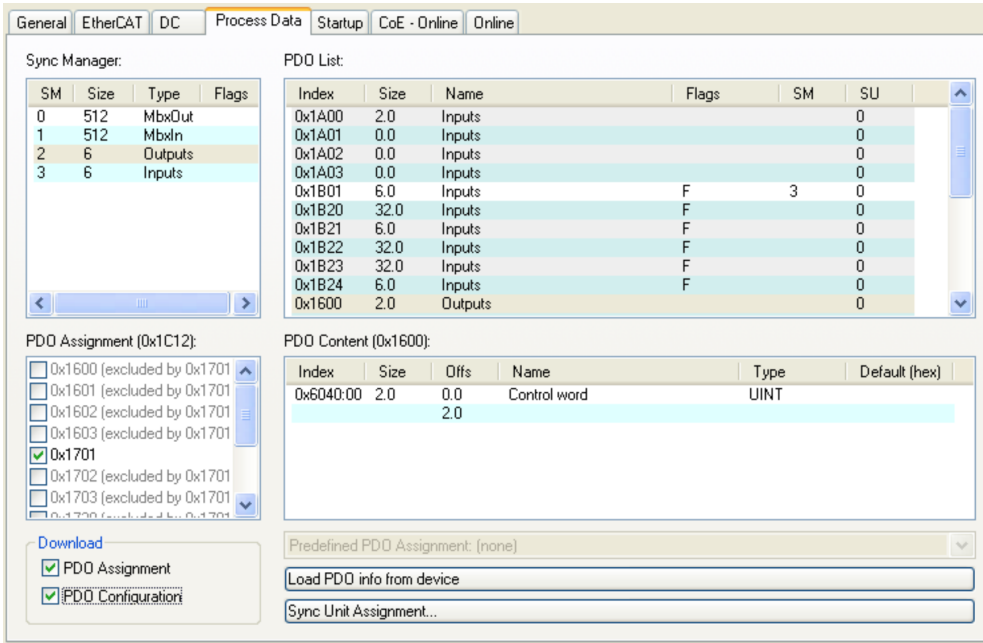 General EtherCAT DC Process Data Startup CoE - Online Online
Sync Manager:
SM Size Type Flags
0 512 MbxOut
1 512 MbxIn
2 6 Outputs
3 6 Inputs
PDO List:
Index Size Name Flags SM SU
0x1A00 2.0 Inputs 0
0x1A01 0.0 Inputs 0
0x1A02 0.0 Inputs 0
0x1A03 0.0 Inputs 0
0x1B01 6.0 Inputs F 3 0
0x1B20 32.0 Inputs F 0
0x1B21 6.0 Inputs F 0
0x1B22 32.0 Inputs F 0
0x1B23 32.0 Inputs F 0
0x1B24 6.0 Inputs F 0
0x1600 2.0 Outputs 0
PDO Assignment (0x1C12):
0x1600 (excluded by 0x1701
0x1601 (excluded by 0x1701
0x1602 (excluded by 0x1701
0x1603 (excluded by 0x1701
0x1701
0x1702 (excluded by 0x1701
0x1703 (excluded by 0x1701
PDO Content (0x1600):
Index Size Offs Name Type Default (hex)
0x6040:00 2.0 0.0 Control word UINT
2.0
Download
PDO Assignment
PDO Configuration
Predefined PDO Assignment: (none)
Load PDO info from device
Sync Unit Assignment...